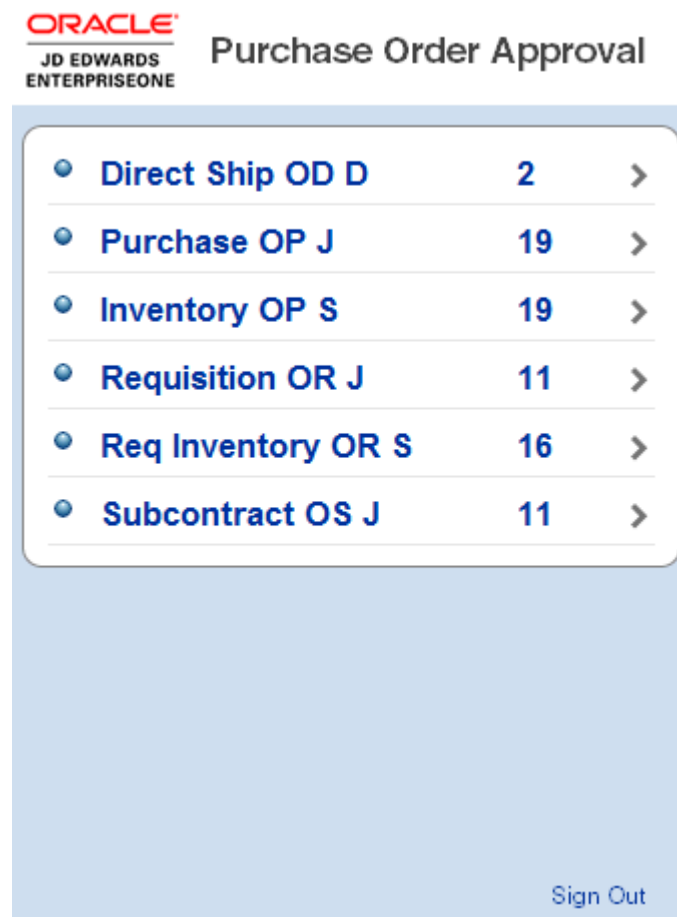 ORACLE
JD EDWARDS
ENTERPRISEONE
Purchase Order Approval
Direct Ship OD D 2
Purchase OP J 19
Inventory OP S 19
Requisition OR J 11
Req Inventory OR S 16
Subcontract OS J 11
Sign Out